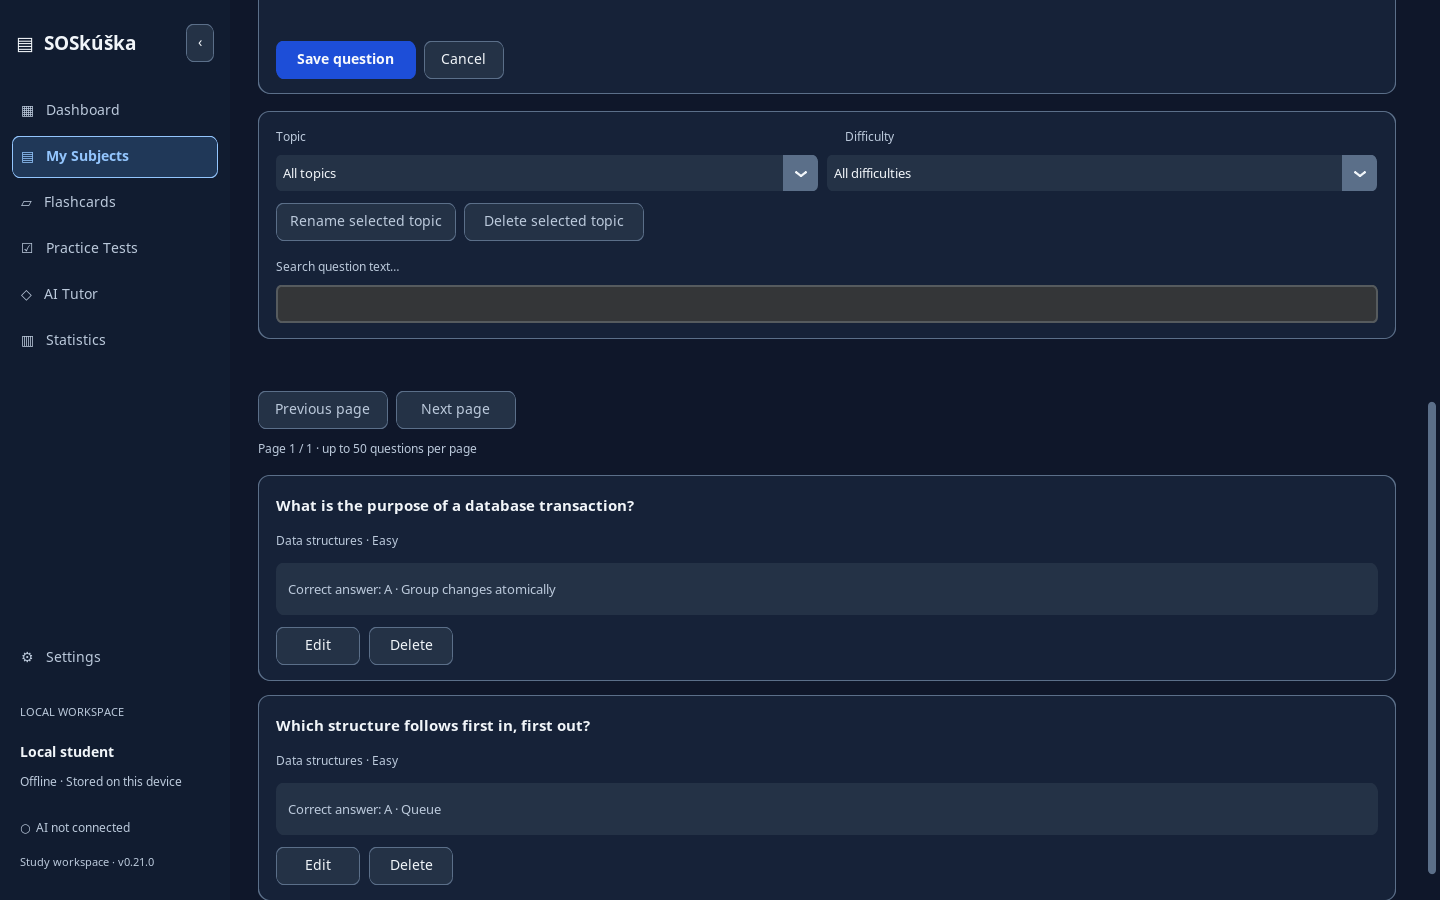 SOSkúška
Dashboard
My Subjects
Flashcards
Practice Tests
AI Tutor
Statistics
Settings
LOCAL WORKSPACE
Local student
Offline · Stored on this device
AI not connected
Study workspace · v0.21.0
Save question
Cancel
Topic
Difficulty
All topics
All difficulties
Rename selected topic
Delete selected topic
Search question text...
Previous page
Next page
Page 1 / 1 · up to 50 questions per page
What is the purpose of a database transaction?
Data structures · Easy
Correct answer: A · Group changes atomically
Edit
Delete
Which structure follows first in, first out?
Data structures · Easy
Correct answer: A · Queue
Edit
Delete